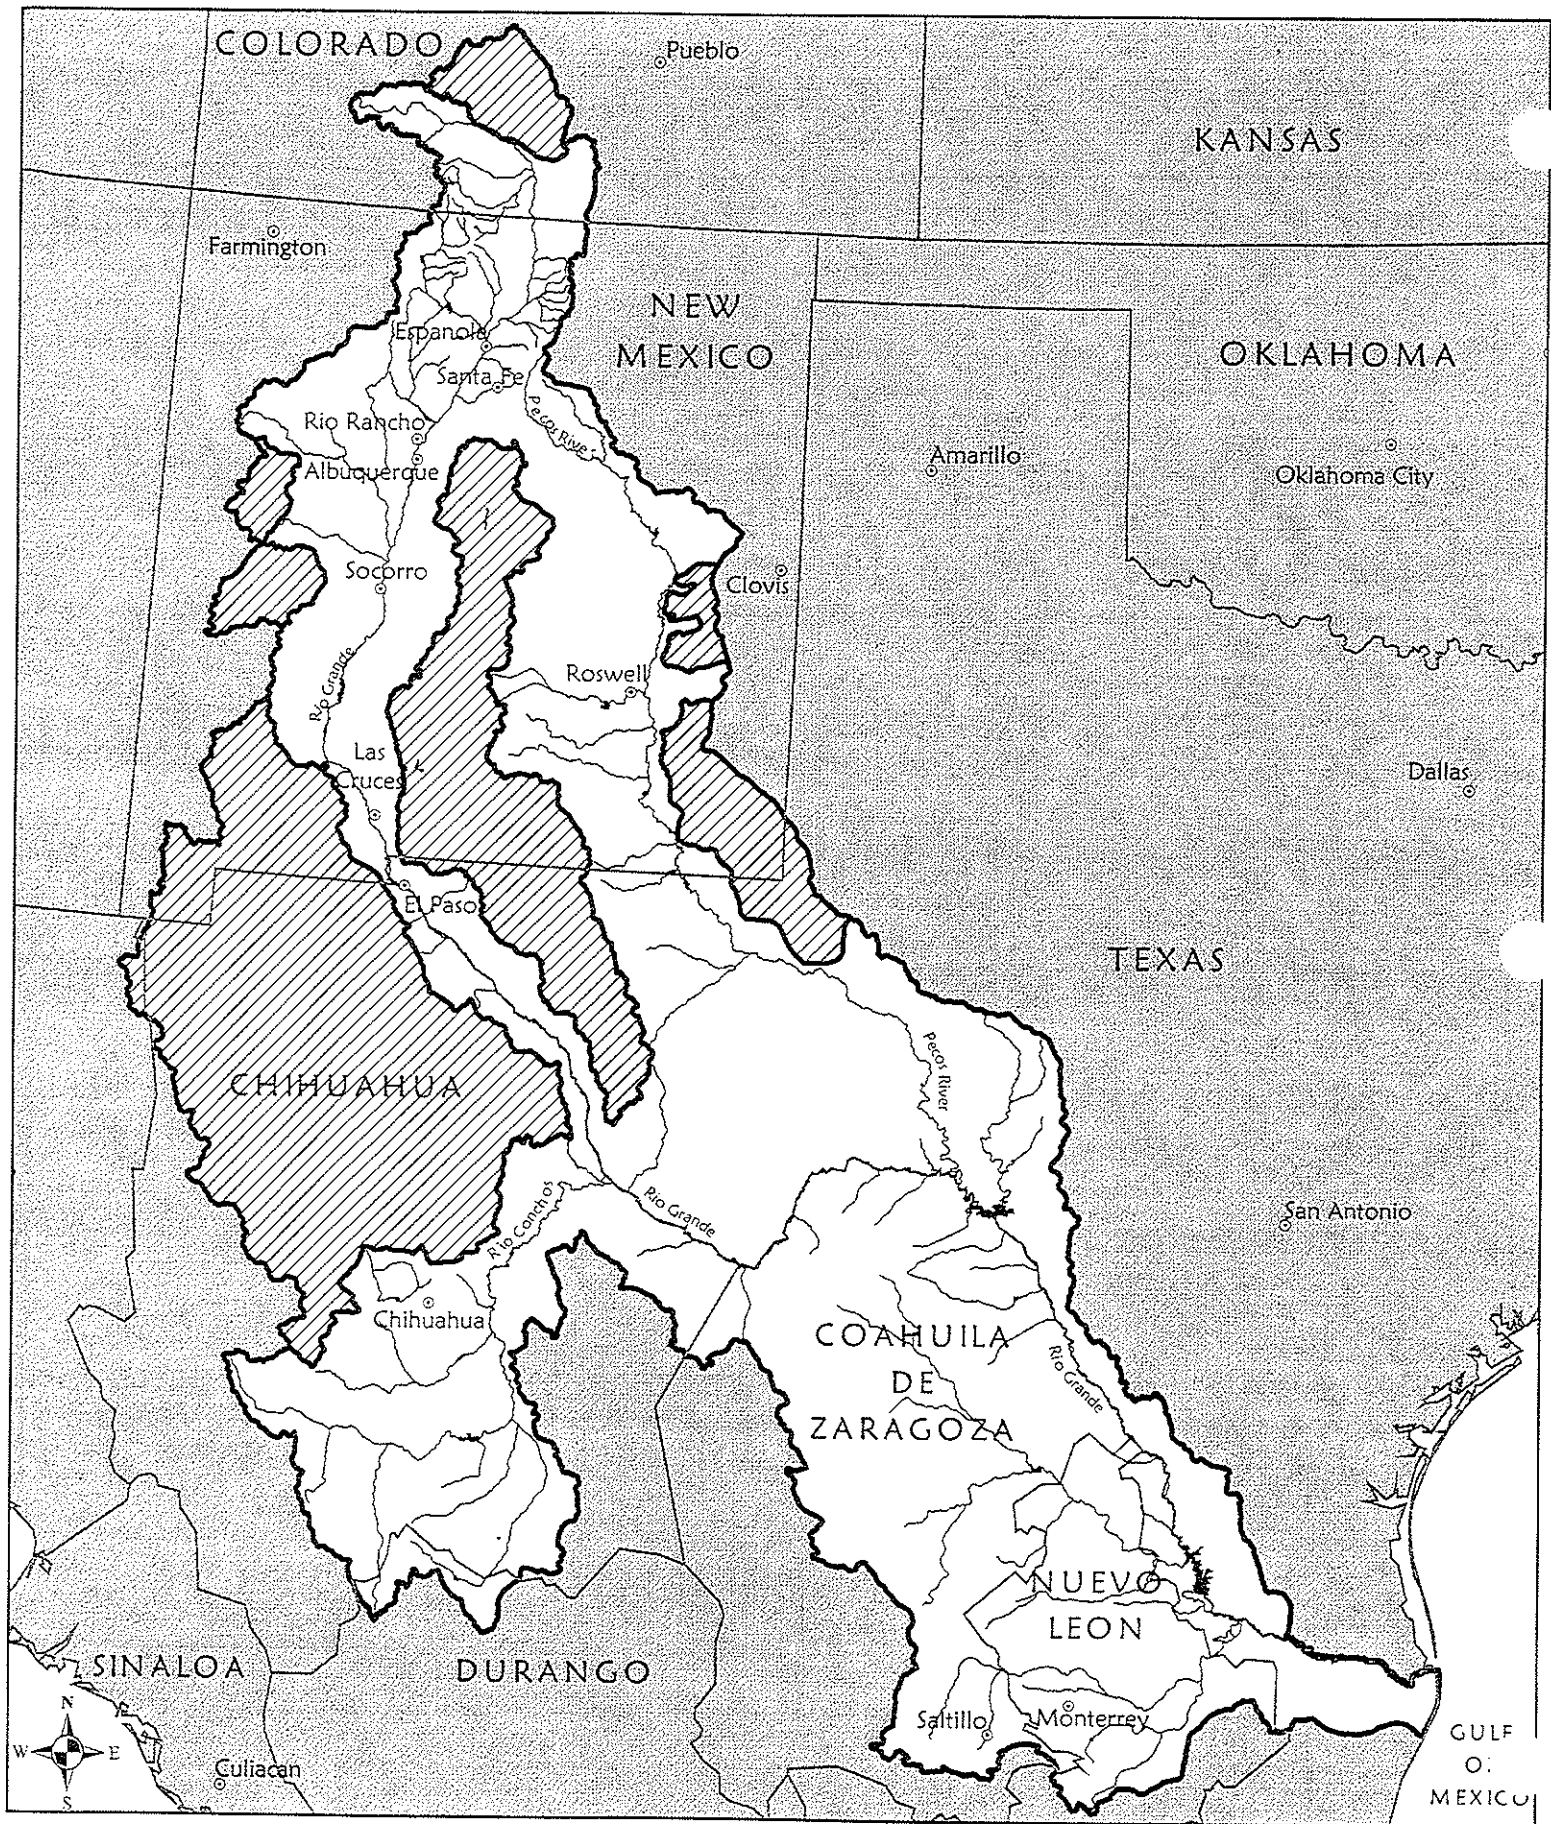 COLORADO
Pueblo
KANSAS
Farmington
NEW
MEXICO
Espanola
OKLAHOMA
Santa Fe
Pecos River
Rio Rancho
Albuquerque
Amarillo
Oklahoma City
Socorro
Clovis
Rio Grande
Roswell
Las
Cruces
Dallas
El Paso
TEXAS
Pecos River
CHIHUAHUA
Rio Conchos
Rio Grande
San Antonio
Chihuahua
COAHUILA
DE
ZARAGOZA
Rio Grande
NUEVO
LEON
SINALOA
DURANGO
N
W E
S
Saltillo
Monterrey
Culiacan
GULF
O
MEXICO